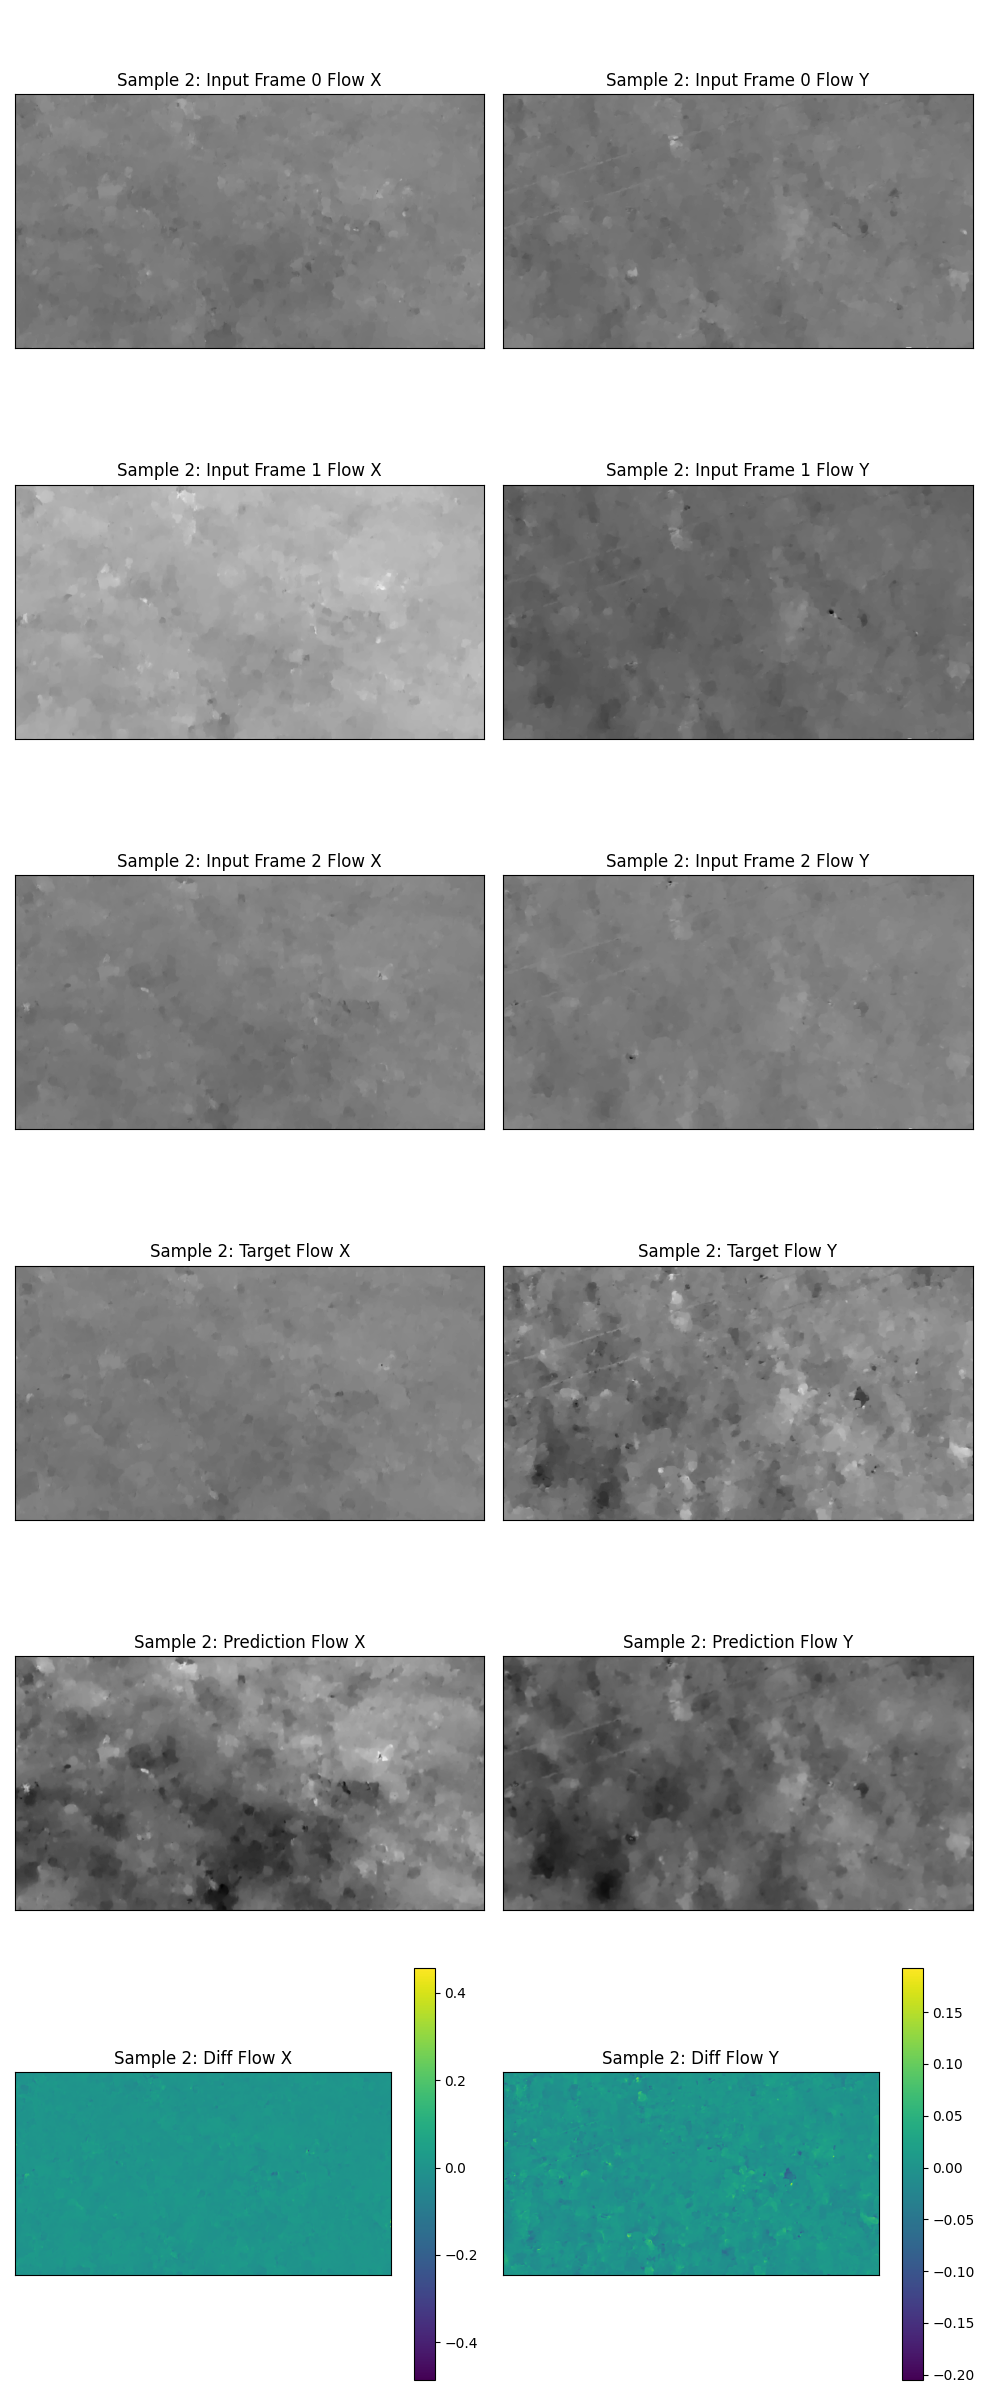 Sample 2: Input Frame 0 Flow X
Sample 2: Input Frame 0 Flow Y
Sample 2: Input Frame 1 Flow X
Sample 2: Input Frame 1 Flow Y
Sample 2: Input Frame 2 Flow X
Sample 2: Input Frame 2 Flow Y
Sample 2: Target Flow X
Sample 2: Target Flow Y
Sample 2: Prediction Flow X
Sample 2: Prediction Flow Y
Sample 2: Diff Flow X
0.4
0.2
0.0
−0.2
−0.4
Sample 2: Diff Flow Y
0.15
0.10
0.05
0.00
−0.05
−0.10
−0.15
−0.20